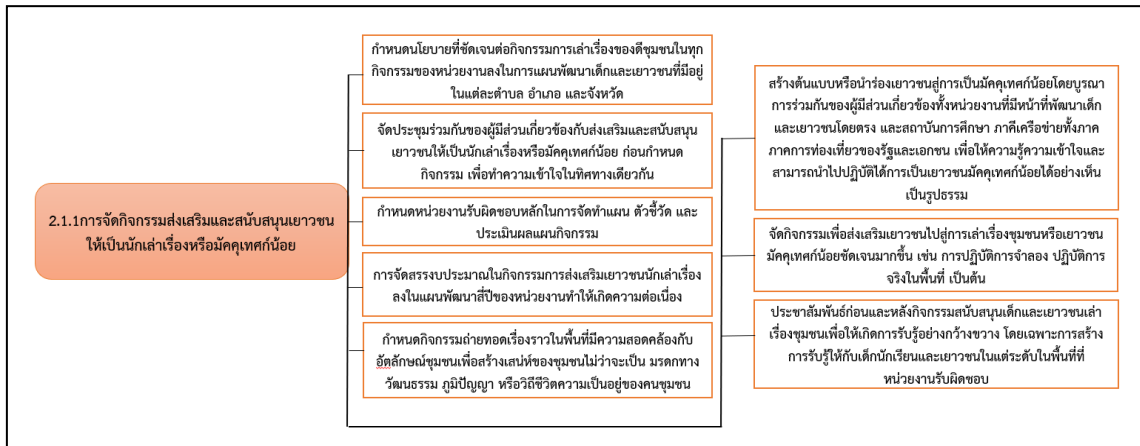 2.1.1การจัดกิจกรรมส่งเสริมและสนับสนุนเยาวชน
ให้เป็นนักเล่าเรื่องหรือมัคคุเทศก์น้อย
กำหนดนโยบายที่ชัดเจนต่อกิจกรรมการเล่าเรื่องของดีชุมชนในทุก
กิจกรรมของหน่วยงานลงในการแผนพัฒนาเด็กและเยาวชนที่มีอยู่
ในแต่ละตำบล อำเภอ และจังหวัด
จัดประชุมร่วมกันของผู้มีส่วนเกี่ยวข้องกับส่งเสริมและสนับสนุน
เยาวชนให้เป็นนักเล่าเรื่องหรือมัคคุเทศก์น้อย ก่อนกำหนด
กิจกรรม เพื่อทำความเข้าใจในทิศทางเดียวกัน
กำหนดหน่วยงานรับผิดชอบหลักในการจัดทำแผน ตัวชี้วัด และ
ประเมินผลแผนกิจกรรม
การจัดสรรงบประมาณในกิจกรรมการส่งเสริมเยาวชนนักเล่าเรื่อง
ลงในแผนพัฒนาสี่ปีของหน่วยงานทำให้เกิดความต่อเนื่อง
กำหนดกิจกรรมถ่ายทอดเรื่องราวในพื้นที่มีความสอดคล้องกับ
อัตลักษณ์ชุมชนเพื่อสร้างเสน่ห์ของชุมชนไม่ว่าจะเป็น มรดกทาง
วัฒนธรรม ภูมิปัญญา หรือวิถีชีวิตความเป็นอยู่ของคนชุมชน
สร้างต้นแบบหรือนำร่องเยาวชนสู่การเป็นมัคคุเทศก์น้อยโดยบูรณา
การร่วมกันของผู้มีส่วนเกี่ยวข้องทั้งหน่วยงานที่มีหน้าที่พัฒนาเด็ก
และเยาวชนโดยตรง และสถาบันการศึกษา ภาคีเครือข่ายทั้งภาค
ภาคการท่องเที่ยวของรัฐและเอกชน เพื่อให้ความรู้ความเข้าใจและ
สามารถนำไปปฏิบัติได้การเป็นเยาวชนมัคคุเทศก์น้อยได้อย่างเห็น
เป็นรูปธรรม
จัดกิจกรรมเพื่อส่งเสริมเยาวชนไปสู่การเล่าเรื่องชุมชนหรือเยาวชน
มัคคุเทศก์น้อยชัดเจนมากขึ้น เช่น การปฏิบัติการจำลอง ปฏิบัติการ
จริงในพื้นที่ เป็นต้น
ประชาสัมพันธ์ก่อนและหลังกิจกรรมสนับสนุนเด็กและเยาวชนเล่า
เรื่องชุมชนเพื่อให้เกิดการรับรู้อย่างกว้างขวาง โดยเฉพาะการสร้าง
การรับรู้ให้กับเด็กนักเรียนและเยาวชนในแต่ระดับในพื้นที่ที่
หน่วยงานรับผิดชอบ